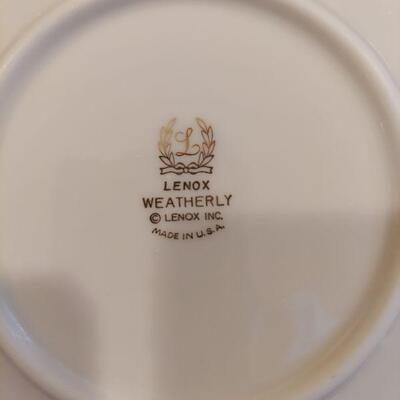 L
LENOX
WEATHERLY
© LENOX INC.
MADE IN U.S.A.